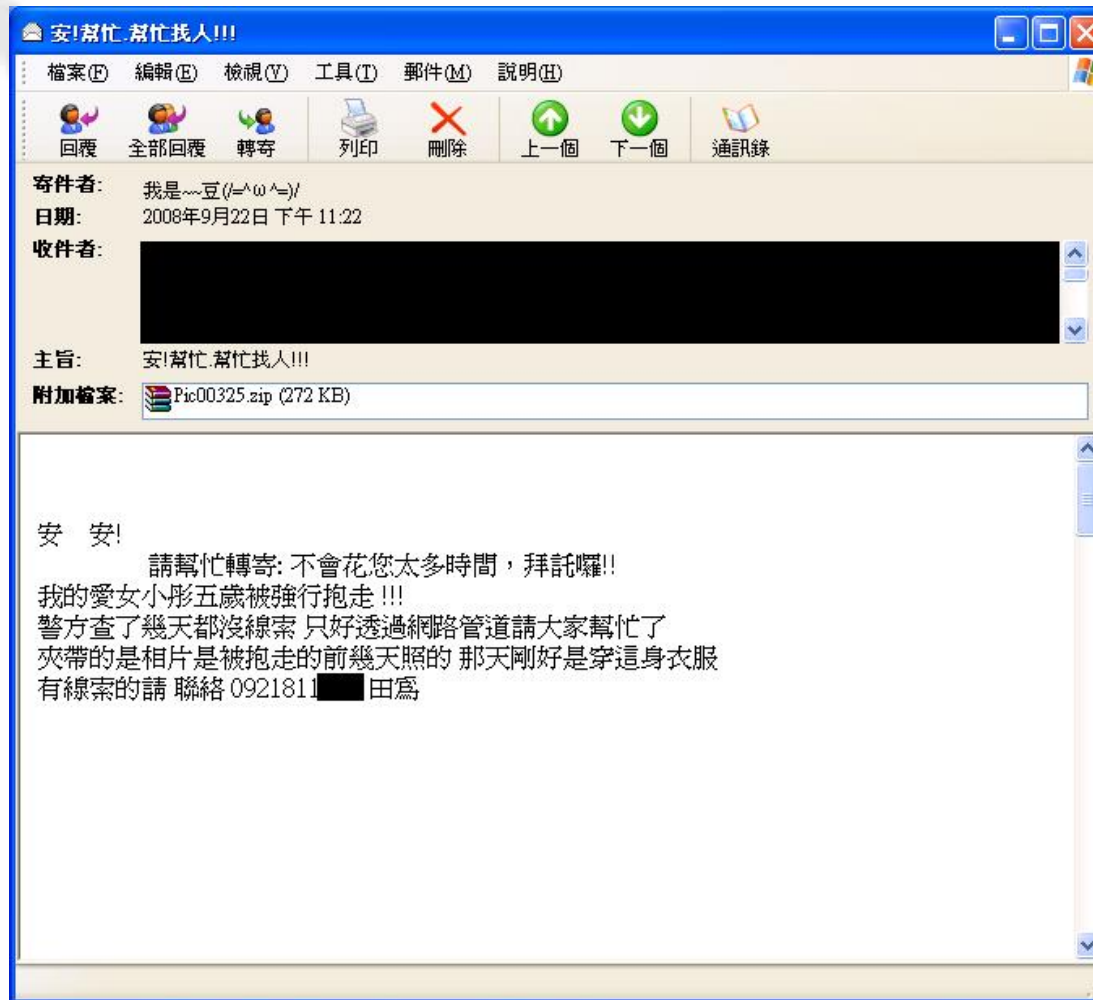 安!幫忙.幫忙找人!!!
檔案(F) 編輯(E) 檢視(V) 工具(T) 郵件(M) 說明(H)
回覆 全部回覆 轉寄 列印 刪除 上一個 下一個 通訊錄
寄件者: 我是~~豆(/=^ω^=)/
日期: 2008年9月22日 下午 11:22
收件者:
主旨: 安!幫忙.幫忙找人!!!
附加檔案: Pic00325.zip (272 KB)
安 安!
請幫忙轉寄: 不會花您太多時間，拜託囉!!
我的愛女小彤五歲被強行抱走 !!!
警方查了幾天都沒線索 只好透過網路管道請大家幫忙了
夾帶的是相片是被抱走的前幾天照的 那天剛好是穿這身衣服
有線索的請 聯絡 0921811 田爲